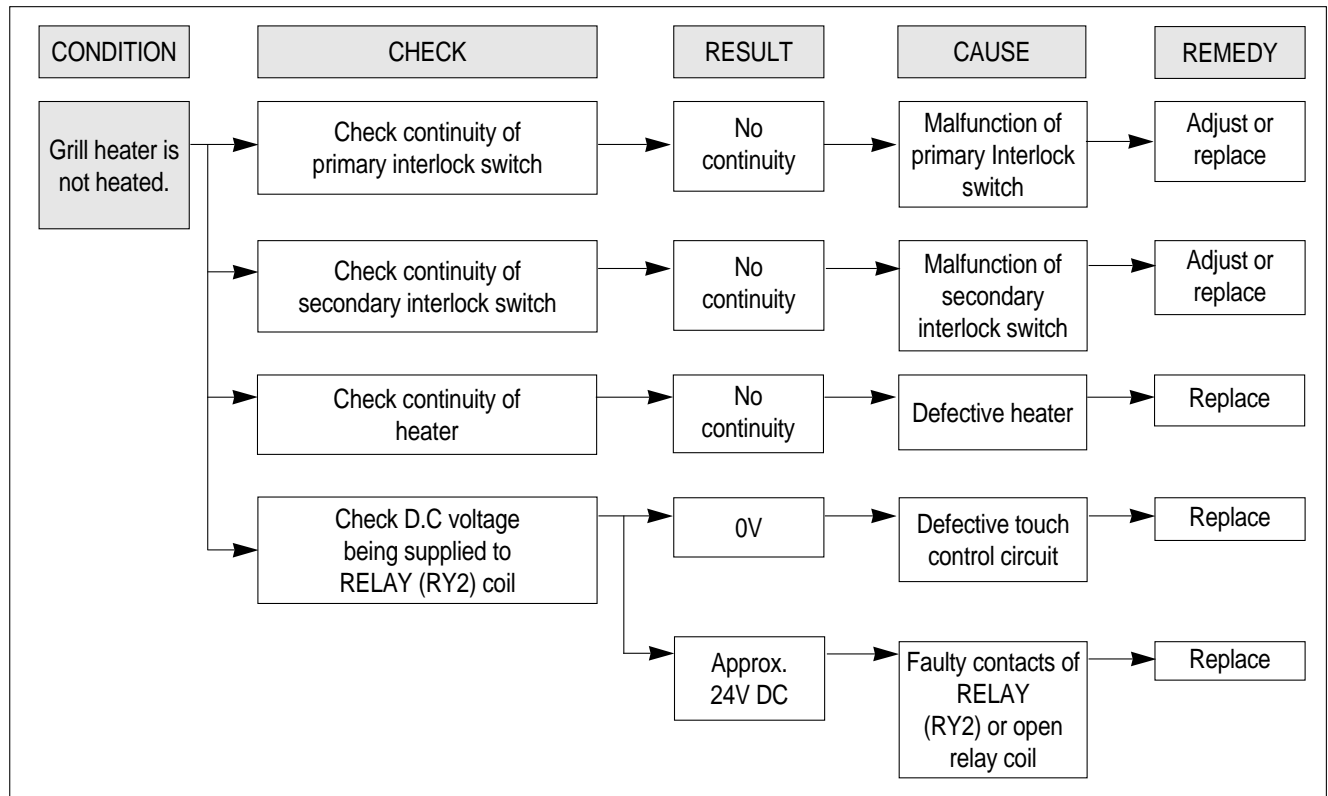 CONDITION
CHECK
RESULT
CAUSE
REMEDY
Grill heater is
not heated.
Check continuity of
primary interlock switch
No
continuity
Malfunction of
primary Interlock
switch
Adjust or
replace
Check continuity of
secondary interlock switch
No
continuity
Malfunction of
secondary
interlock switch
Adjust or
replace
Check continuity of
heater
No
continuity
Defective heater
Replace
Check D.C voltage
being supplied to
RELAY (RY2) coil
0V
Defective touch
control circuit
Replace
Approx.
24V DC
Faulty contacts of
RELAY
(RY2) or open
relay coil
Replace